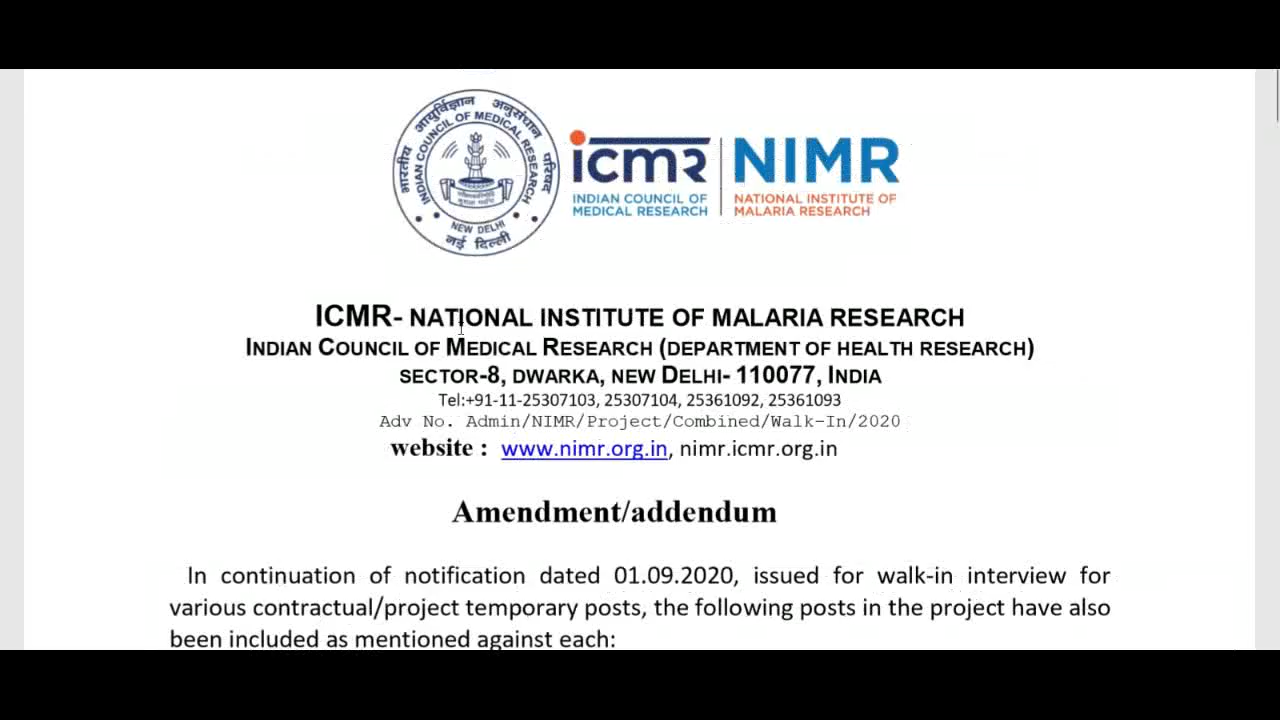 भारतीय आयुर्विज्ञान अनुसंधान परिषद
INDIAN COUNCIL OF MEDICAL RESEARCH
NEW DELHI
नई दिल्ली
icmr
INDIAN COUNCIL OF
MEDICAL RESEARCH
NIMR
NATIONAL INSTITUTE OF
MALARIA RESEARCH
ICMR- NATIONAL INSTITUTE OF MALARIA RESEARCH
INDIAN COUNCIL OF MEDICAL RESEARCH (DEPARTMENT OF HEALTH RESEARCH)
SECTOR-8, DWARKA, NEW DELHI- 110077, INDIA
Tel:+91-11-25307103, 25307104, 25361092, 25361093
Adv No. Admin/NIMR/Project/Combined/Walk-In/2020
website : www.nimr.org.in, nimr.icmr.org.in
Amendment/addendum
In continuation of notification dated 01.09.2020, issued for walk-in interview for
various contractual/project temporary posts, the following posts in the project have also
been included as mentioned against each: